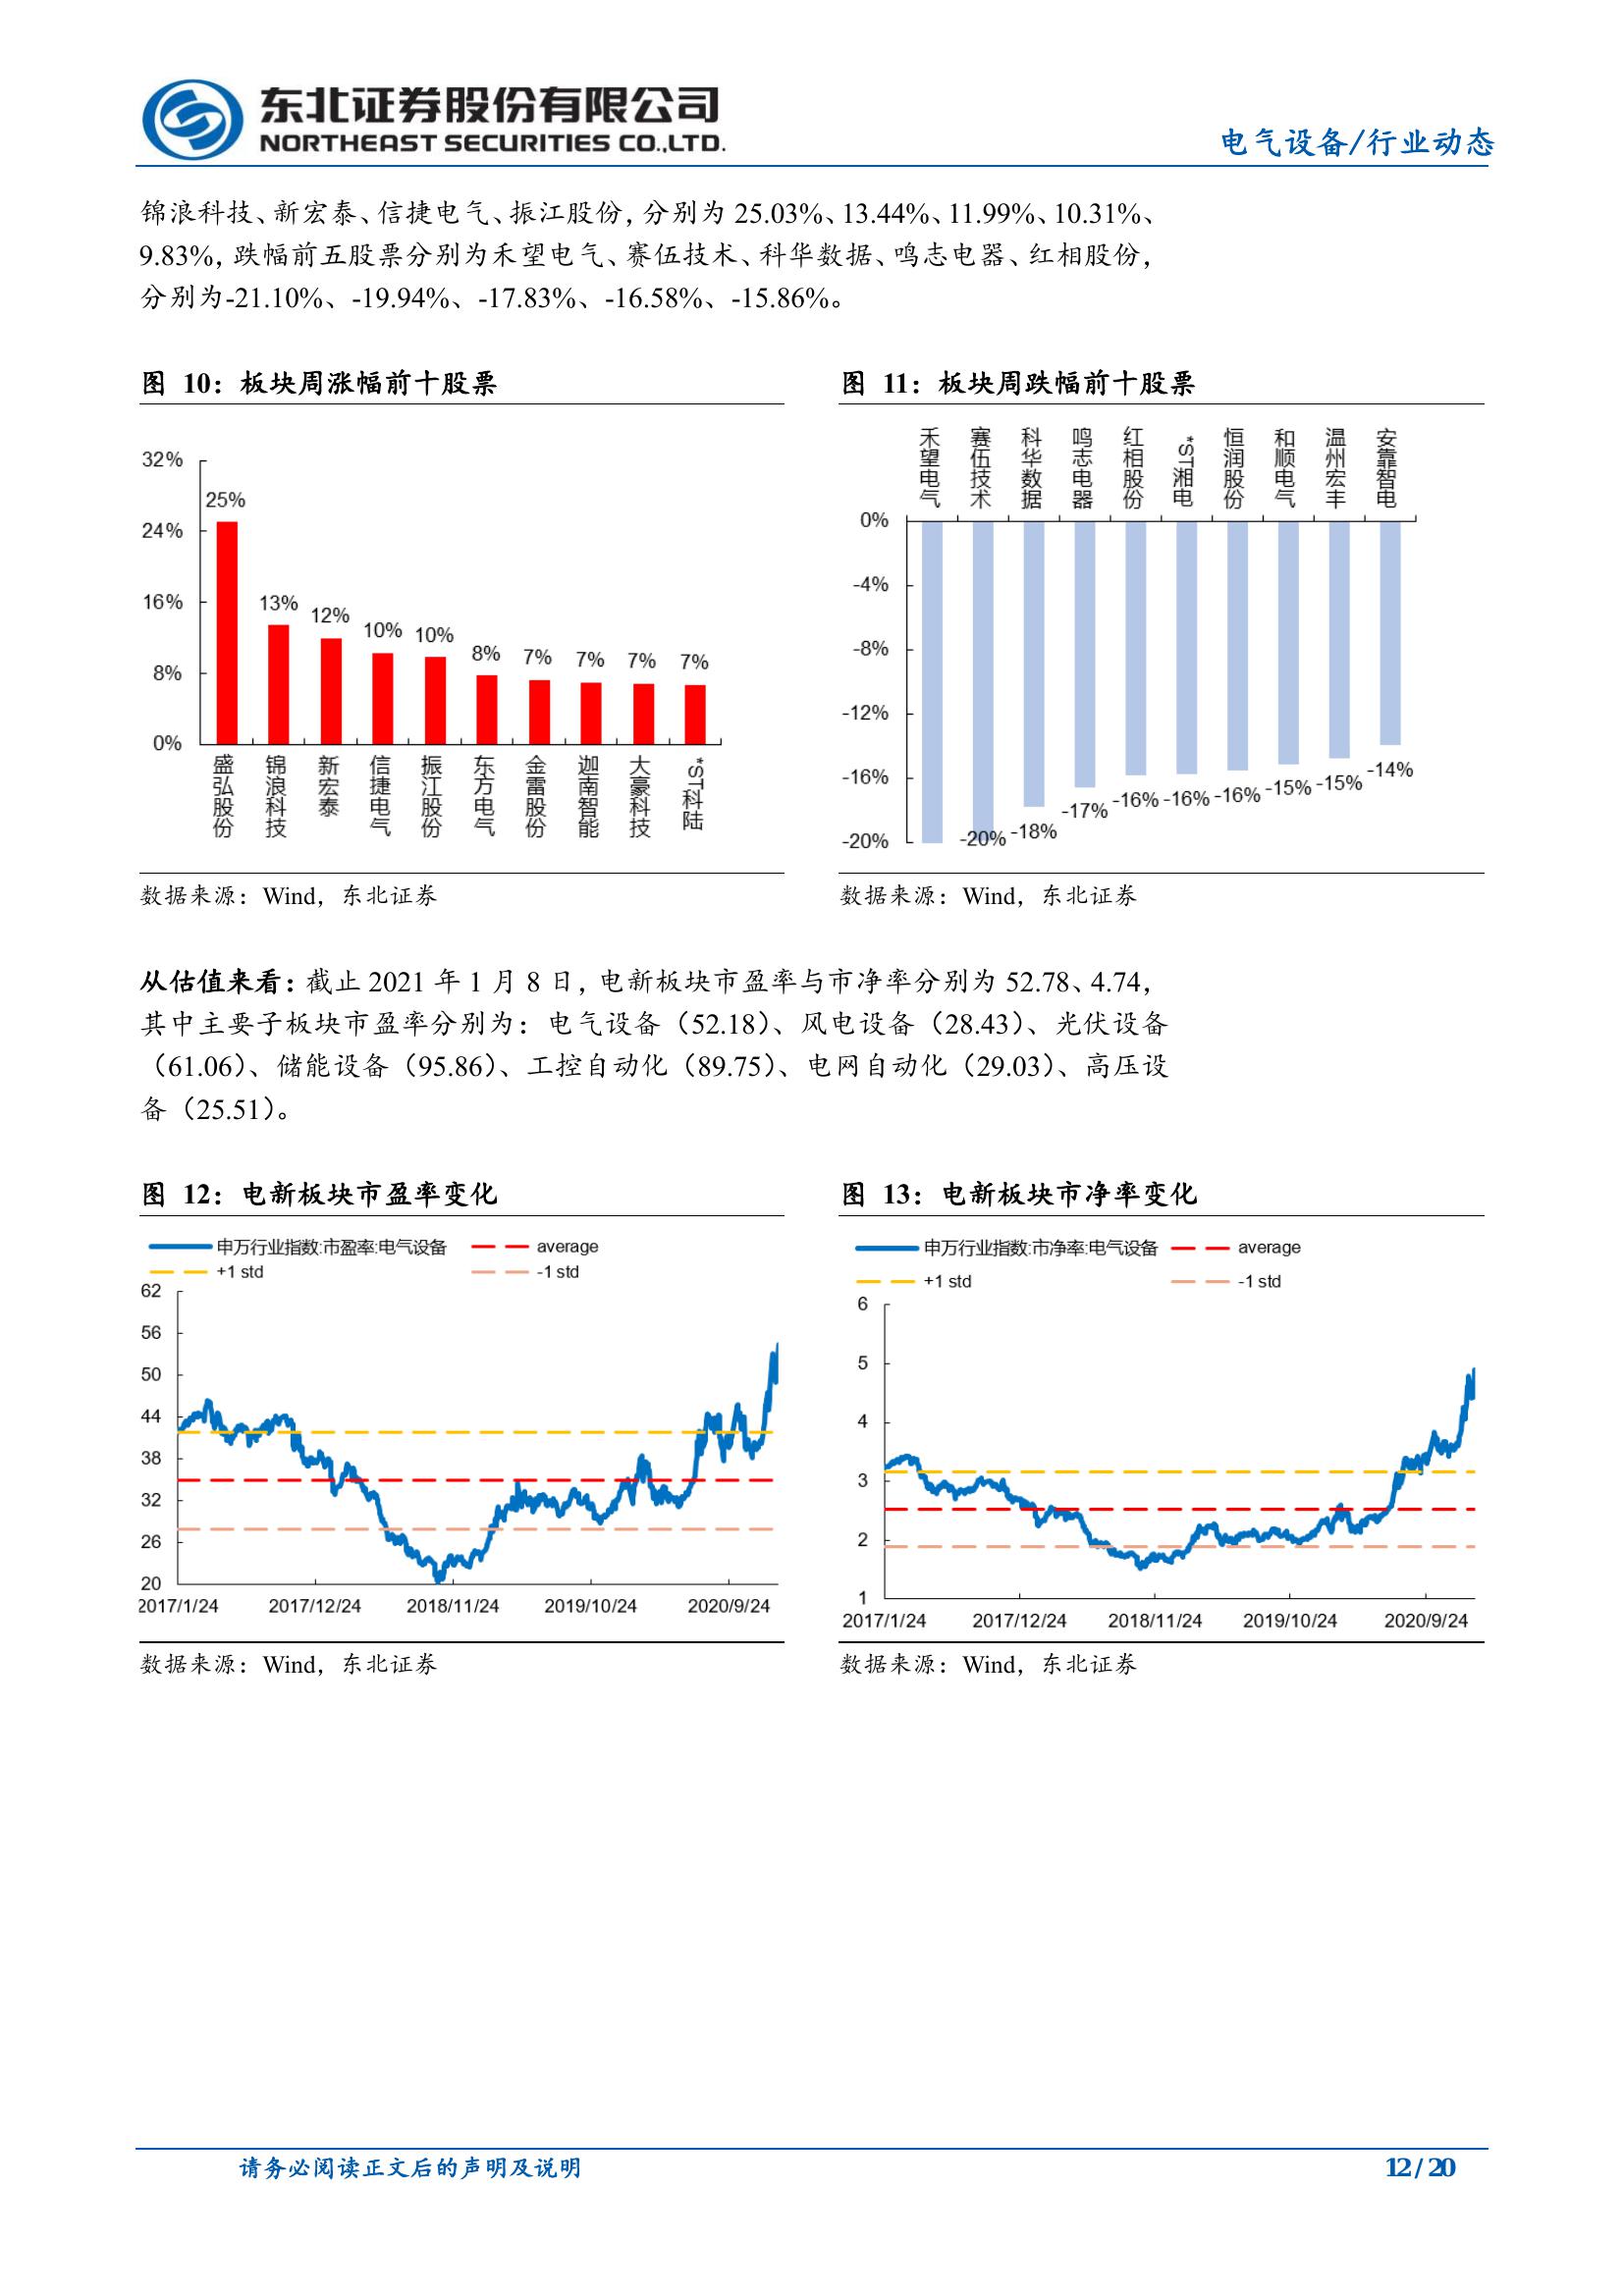 东北证券股份有限公司
NORTHEAST SECURITIES CO.,LTD.
电气设备/行业动态
锦浪科技、新宏泰、信捷电气、振江股份，分别为 25.03%、13.44%、11.99%、10.31%、
9.83%，跌幅前五股票分别为禾望电气、赛伍技术、科华数据、鸣志电器、红相股份，
分别为-21.10%、-19.94%、-17.83%、-16.58%、-15.86%。
图 10：板块周涨幅前十股票
32%
24%
16%
8%
0%
25%
13%
12%
10%
10%
8%
7%
7%
7%
7%
盛弘股份
锦浪科技
新宏泰
信捷电气
振江股份
东方电气
金雷股份
迦南智能
大豪科技
*ST科陆
数据来源：Wind，东北证券
图 11：板块周跌幅前十股票
禾望电气
赛伍技术
科华数据
鸣志电器
红相股份
*ST湘电
恒润股份
和顺电气
温州宏丰
安靠智电
0%
-4%
-8%
-12%
-16%
-20%
-20%
-18%
-17%
-16%
-16%
-16%
-15%
-15%
-14%
数据来源：Wind，东北证券
从估值来看：截止 2021 年 1 月 8 日，电新板块市盈率与市净率分别为 52.78、4.74，
其中主要子板块市盈率分别为：电气设备（52.18）、风电设备（28.43）、光伏设备
（61.06）、储能设备（95.86）、工控自动化（89.75）、电网自动化（29.03）、高压设
备（25.51）。
图 12：电新板块市盈率变化
申万行业指数:市盈率:电气设备
average
+1 std
-1 std
62
56
50
44
38
32
26
20
2017/1/24
2017/12/24
2018/11/24
2019/10/24
2020/9/24
数据来源：Wind，东北证券
图 13：电新板块市净率变化
申万行业指数:市净率:电气设备
average
+1 std
-1 std
6
5
4
3
2
1
2017/1/24
2017/12/24
2018/11/24
2019/10/24
2020/9/24
数据来源：Wind，东北证券
请务必阅读正文后的声明及说明
12 / 20